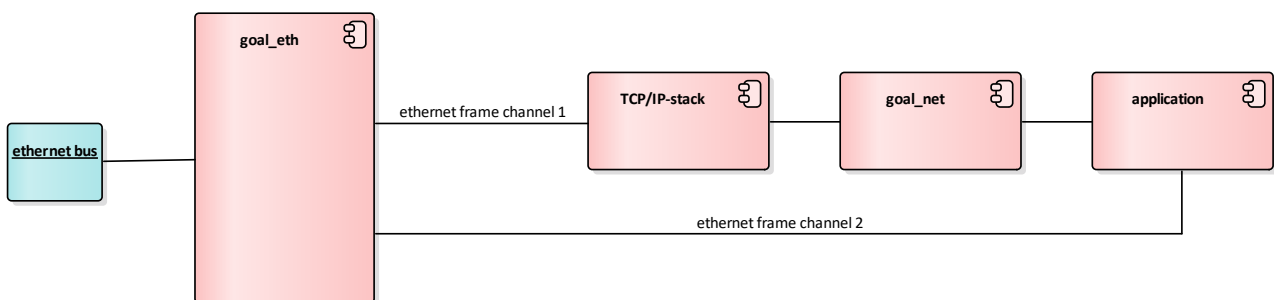 goal_eth
TCP/IP-stack
goal_net
application
ethernet frame channel 1
ethernet bus
ethernet frame channel 2